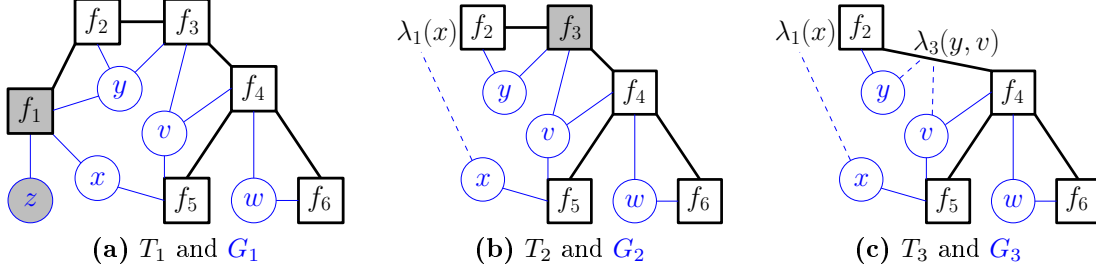 f₂ f₃ y f₄ f₁ v x z f₅ w f₆
(a) T₁ and G₁
λ₁(x) f₂ f₃ y f₄ v x f₅ w f₆
(b) T₂ and G₂
λ₁(x) f₂ λ₃(y, v) y f₄ v x f₅ w f₆
(c) T₃ and G₃